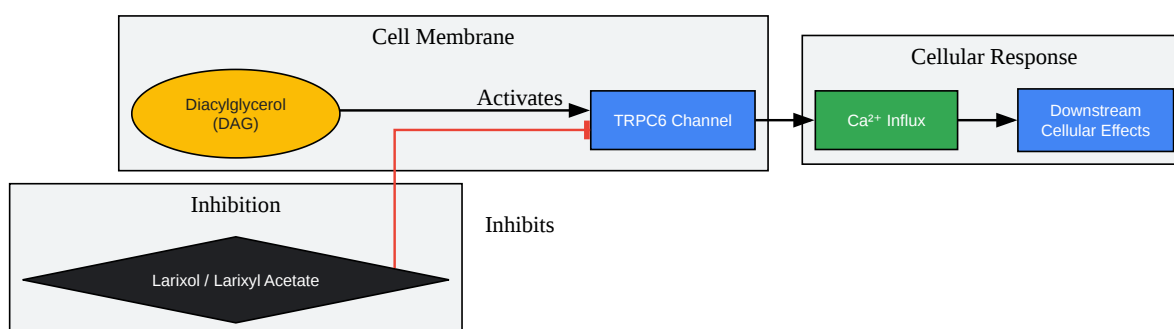 Cell Membrane
Diacylglycerol
(DAG)
Activates
TRPC6 Channel
Cellular Response
Ca²⁺ Influx
Downstream
Cellular Effects
Inhibition
Inhibits
Larixol / Larixyl Acetate